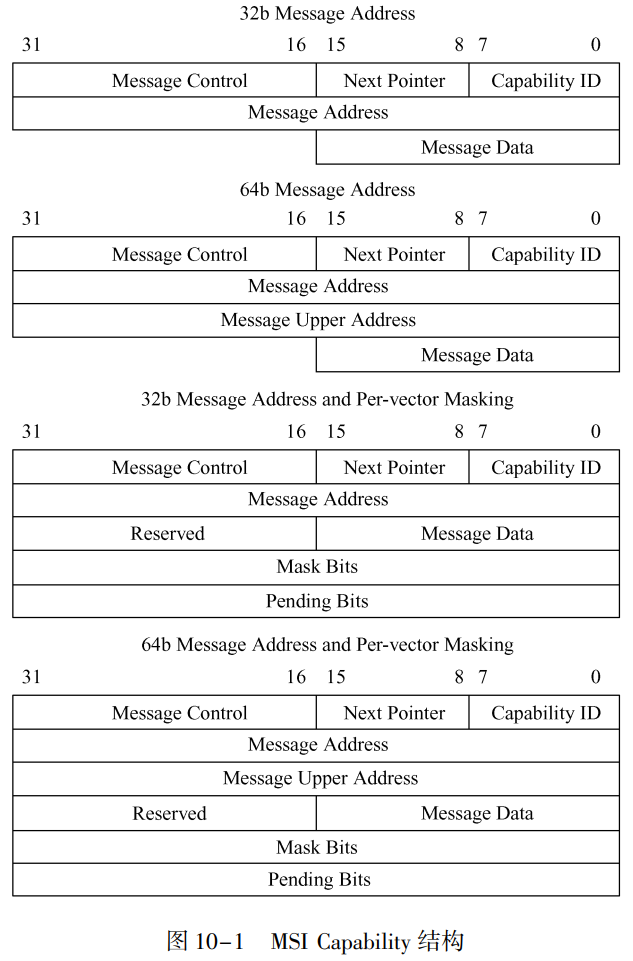 32b Message Address
31 16 15 8 7 0
Message Control Next Pointer Capability ID
Message Address
Message Data
64b Message Address
31 16 15 8 7 0
Message Control Next Pointer Capability ID
Message Address
Message Upper Address
Message Data
32b Message Address and Per-vector Masking
31 16 15 8 7 0
Message Control Next Pointer Capability ID
Message Address
Reserved Message Data
Mask Bits
Pending Bits
64b Message Address and Per-vector Masking
31 16 15 8 7 0
Message Control Next Pointer Capability ID
Message Address
Message Upper Address
Reserved Message Data
Mask Bits
Pending Bits
图 10-1 MSI Capability 结构